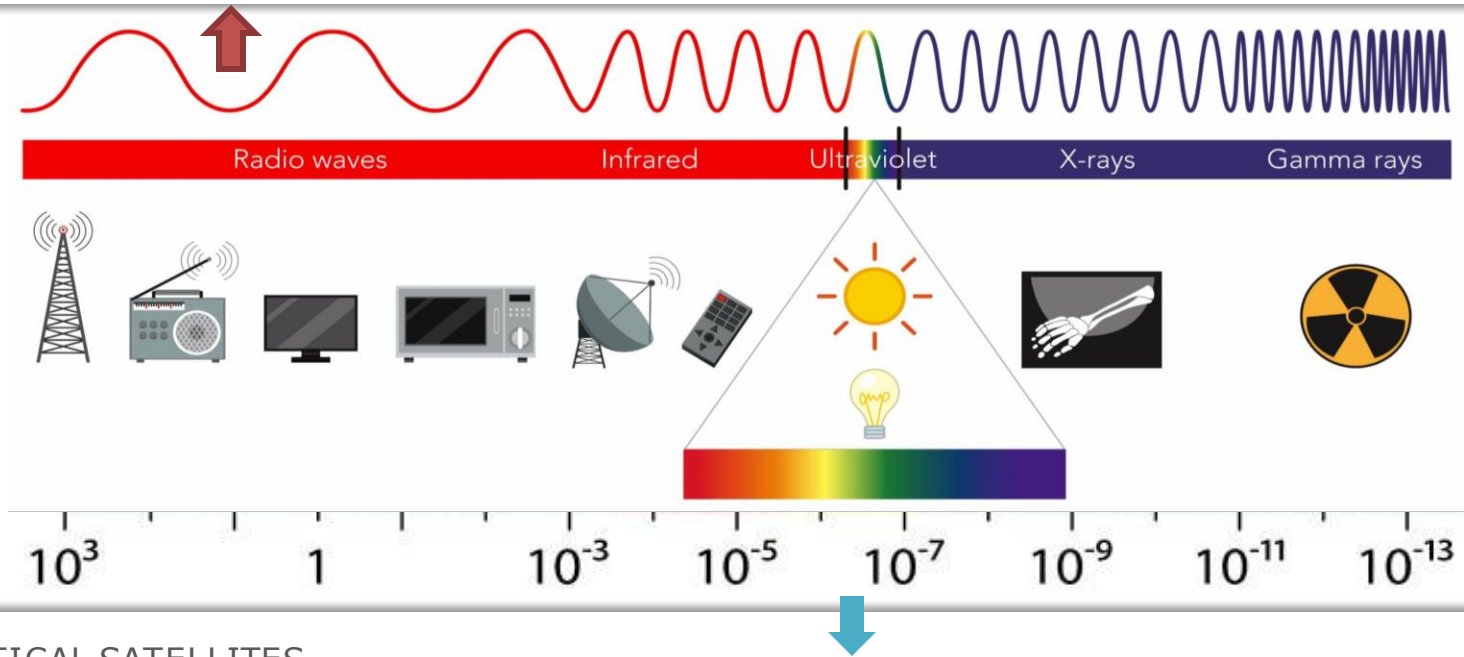 Radio waves Infrared Ultraviolet X-rays Gamma rays
10³ 1 10⁻³ 10⁻⁵ 10⁻⁷ 10⁻⁹ 10⁻¹¹ 10⁻¹³
SATELLITES